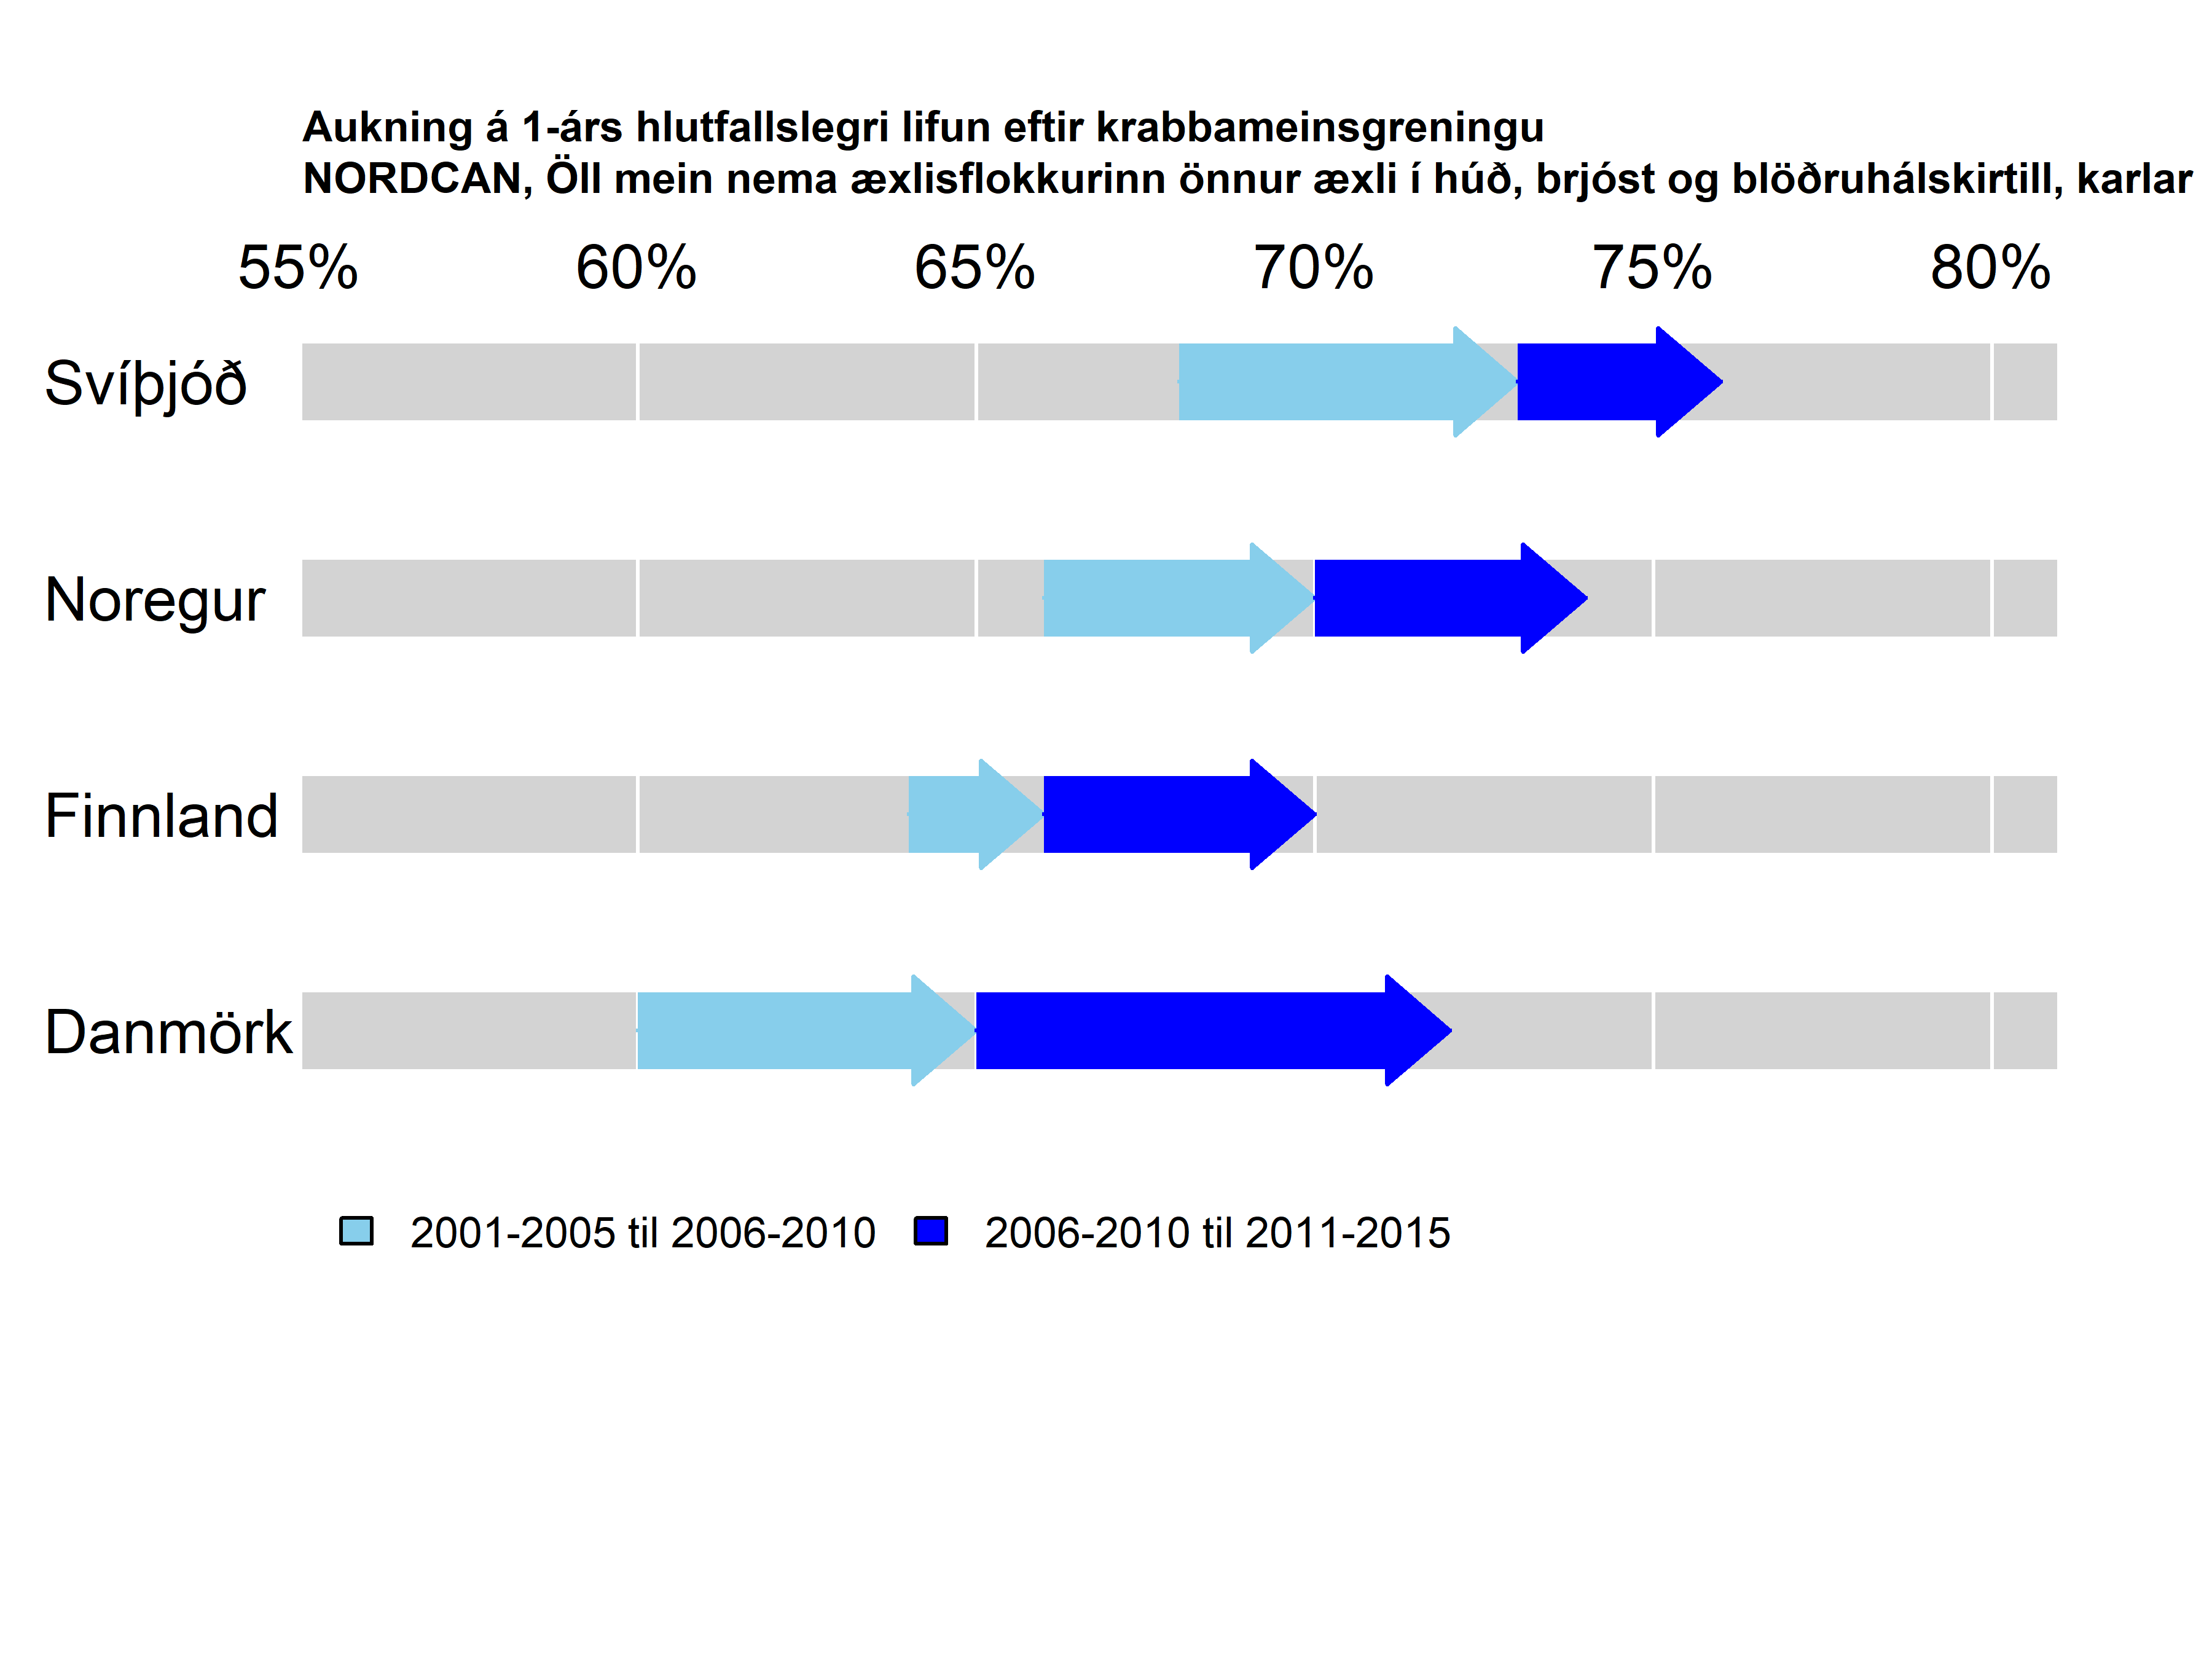 Aukning á 1-árs hlutfallslegri lifun eftir krabbameinsgreningu
NORDCAN, Öll mein nema æxlisflokkurinn önnur æxli í húð, brjóst og blöðruhálskirtill, karlar
55% 60% 65% 70% 75% 80%
Svíþjóð
Noregur
Finnland
Danmörk
2001-2005 til 2006-2010 2006-2010 til 2011-2015